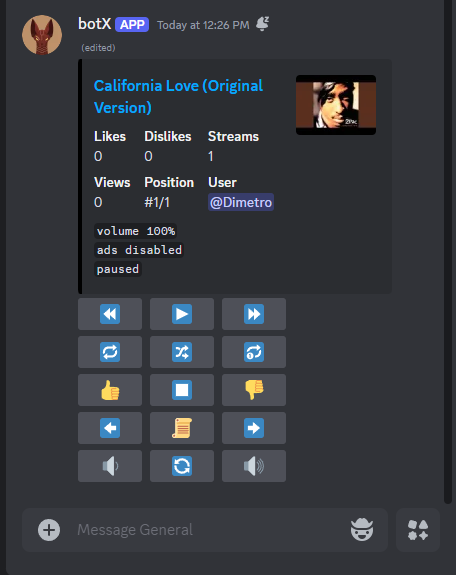 botX APP Today at 12:26 PM
(edited)
California Love (Original
Version)
Likes Dislikes Streams
0 0 1
Views Position User
0 #1/1 @Dimetro
volume 100%
ads disabled
paused
2PAC
Message General